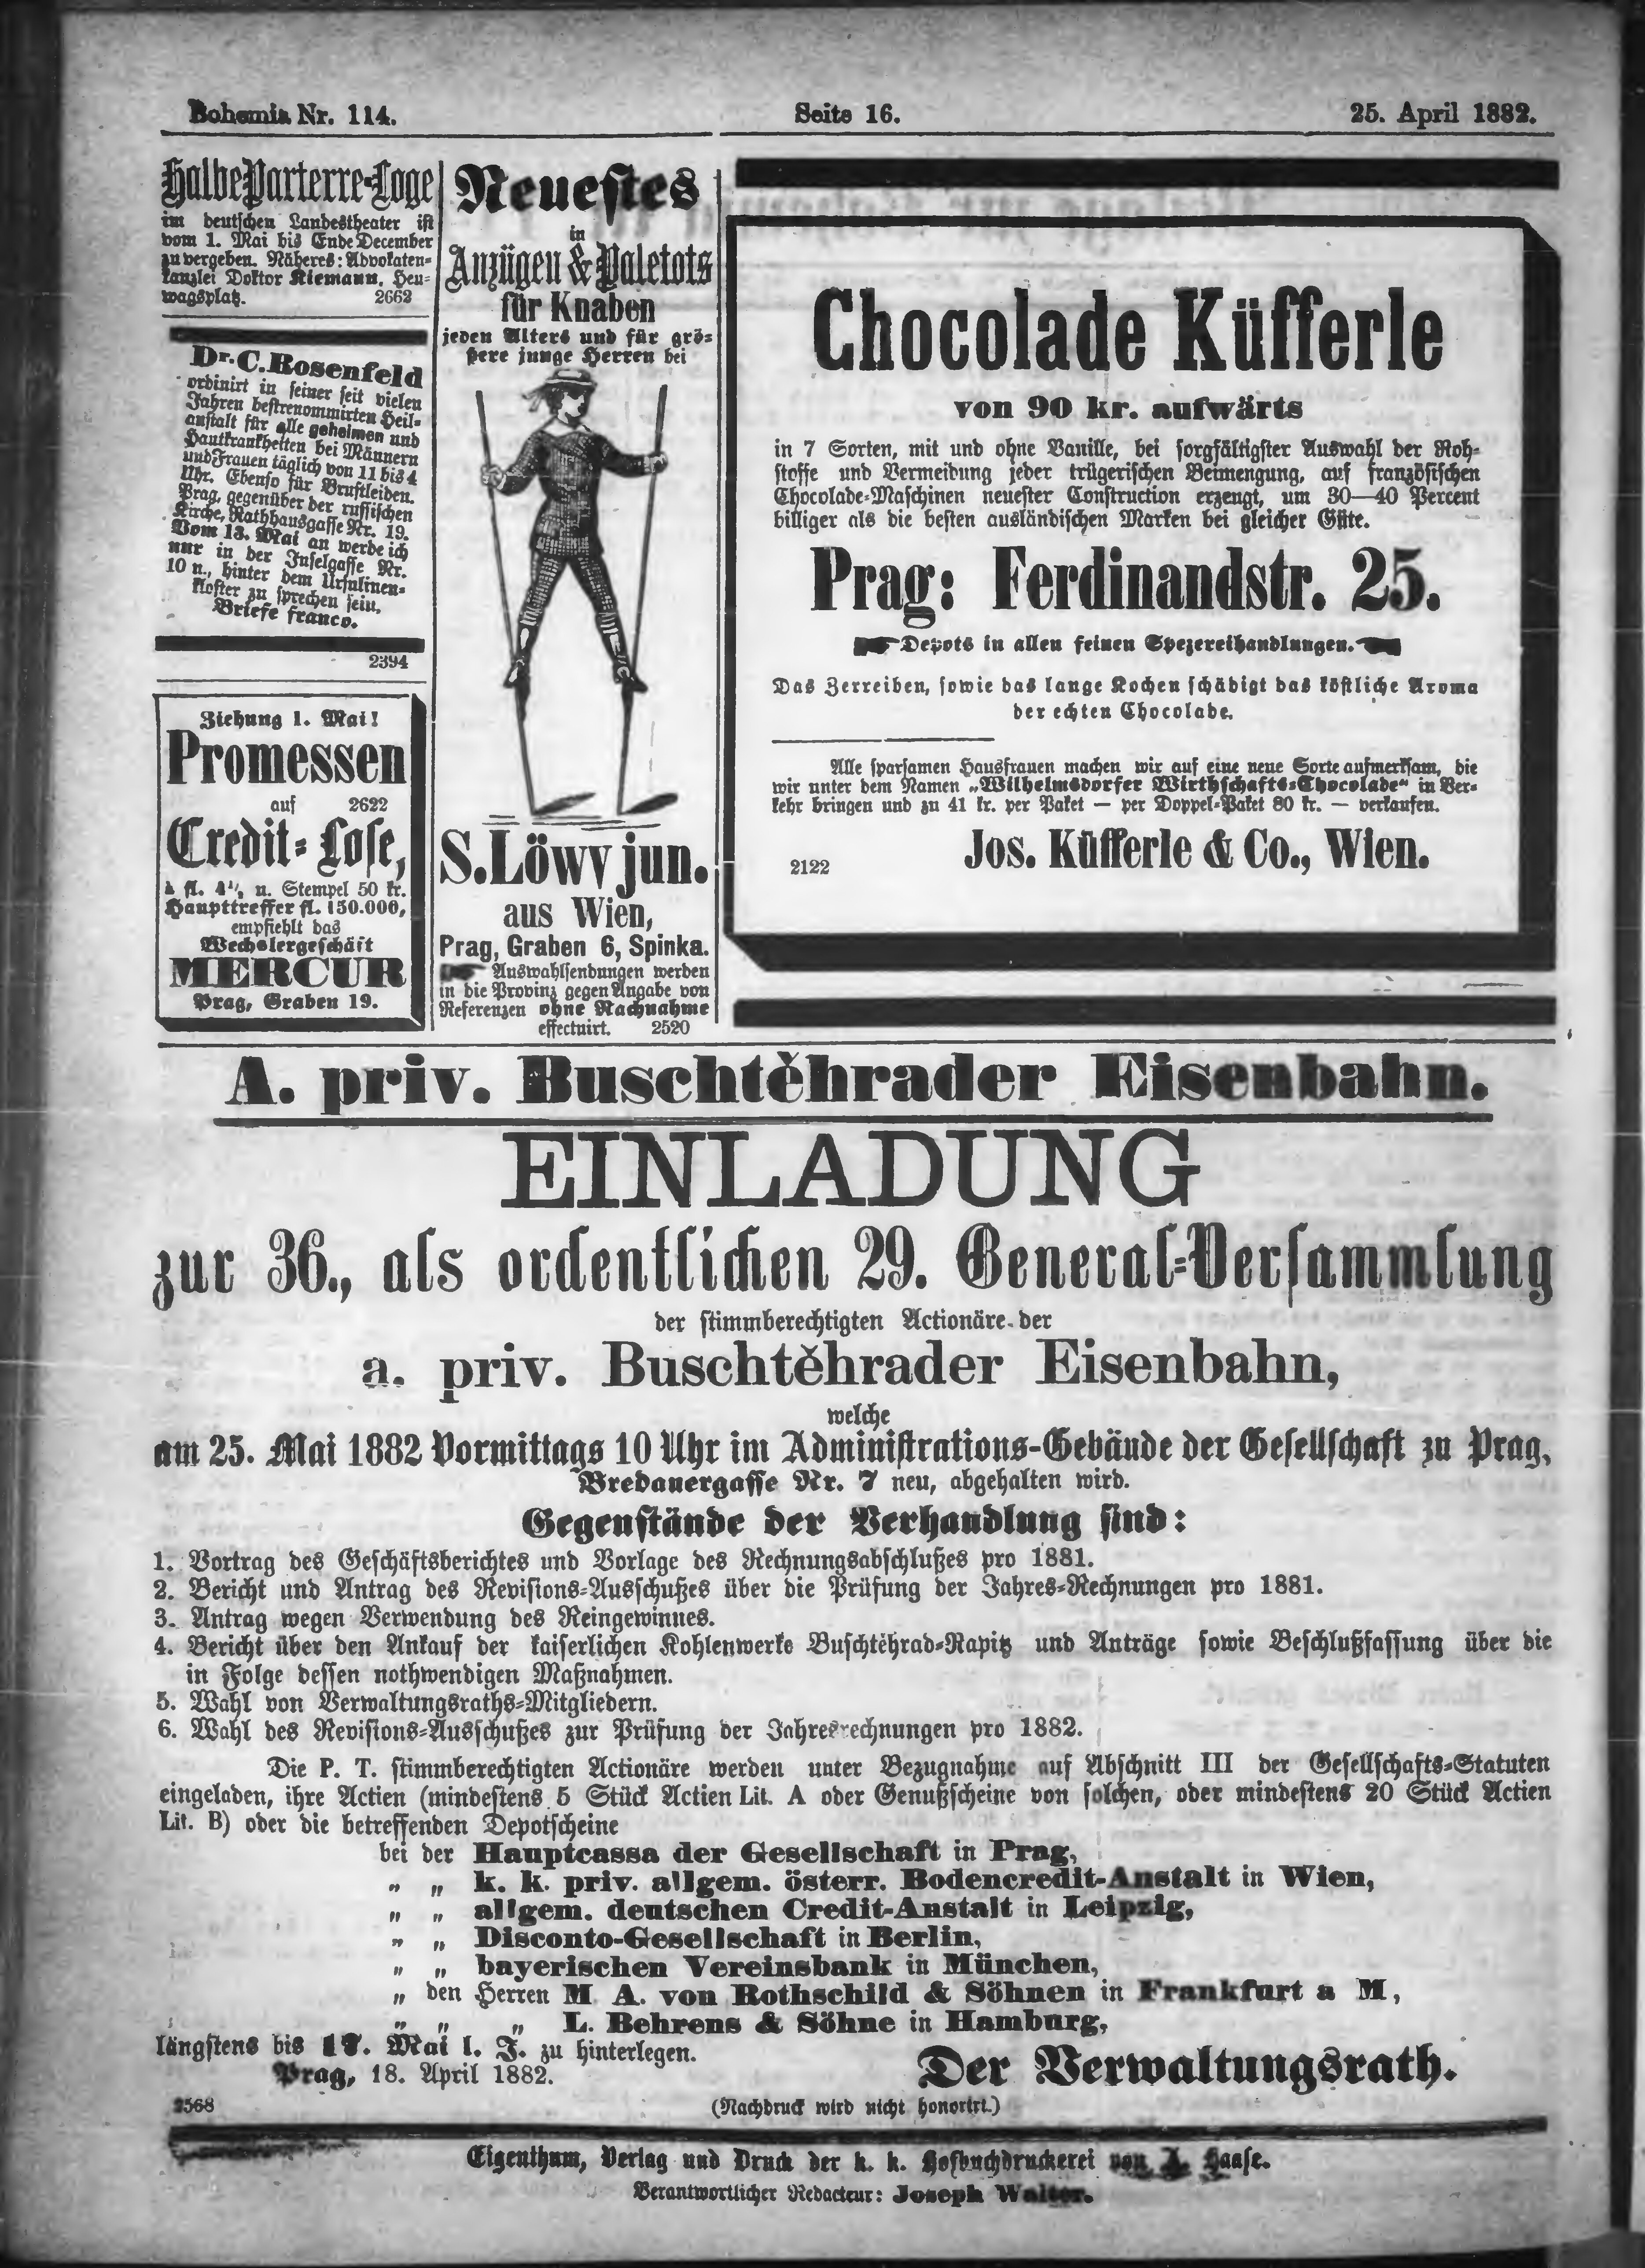 Bohemia Nr. 114.
Seite 16.
25. April 1882.
Halbe Parterre-Loge
im deutschen Landestheater ist
vom 1. Mai bis Ende December
zu vergeben. Näheres: Advokaten-
kanzlei Doktor Kiemann, Heu-
wagsplatz. 2662
Dr. C. Rosenfeld
ordinirt in seiner seit vielen
Jahren bestrenommirten Heil-
anstalt für alle geheimen und
Hautkrankheiten bei Männern
und Frauen täglich von 11 bis 4
Uhr. Ebenso für Brustleiden.
Prag, gegenüber der russischen
Kirche, Rathhausgasse Nr. 19.
Vom 13. Mai an werde ich
nur in der Inselgasse Nr.
10 n., hinter dem Ursulinen-
kloster zu sprechen sein.
Briefe franco.
2394
Ziehung 1. Mai!
Promessen
auf 2622
Credit-Lose,
à fl. 4½ u. Stempel 50 kr.
Haupttreffer fl. 150.000,
empfiehlt das
Wechslergeschäft
MERCUR
Prag, Graben 19.
Neuestes
in
Anzügen & Paletots
für Knaben
jeden Alters und für grö-
ßere junge Herren bei
S. Löwy jun.
aus Wien,
Prag, Graben 6, Spinka.
Auswahlsendungen werden
in die Provinz gegen Angabe von
Referenzen ohne Nachnahme
effectuirt. 2520
Chocolade Küfferle
von 90 kr. aufwärts
in 7 Sorten, mit und ohne Vanille, bei sorgfältigster Auswahl der Roh-
stoffe und Vermeidung jeder trügerischen Beimengung, auf französischen
Chocolade-Maschinen neuester Construction erzeugt, um 30—40 Percent
billiger als die besten ausländischen Marken bei gleicher Güte.
Prag: Ferdinandstr. 25.
Depots in allen feinen Spezereihandlungen.
Das Zerreiben, sowie das lange Kochen schädigt das köstliche Aroma
der echten Chocolade.
Alle sparsamen Hausfrauen machen wir auf eine neue Sorte aufmerksam, die
wir unter dem Namen „Wilhelmsdorfer Wirthschafts-Chocolade“ in Ver-
kehr bringen und zu 41 kr. per Paket — per Doppel-Paket 80 kr. — verkaufen.
2122 Jos. Küfferle & Co., Wien.
A. priv. Buschtěhrader Eisenbahn.
EINLADUNG
zur 36., als ordentlichen 29. General-Versammlung
der stimmberechtigten Actionäre der
a. priv. Buschtěhrader Eisenbahn,
welche
am 25. Mai 1882 Vormittags 10 Uhr im Administrations-Gebäude der Gesellschaft zu Prag,
Bredauergasse Nr. 7 neu, abgehalten wird.
Gegenstände der Verhandlung sind:
1. Vortrag des Geschäftsberichtes und Vorlage des Rechnungsabschlußes pro 1881.
2. Bericht und Antrag des Revisions-Ausschußes über die Prüfung der Jahres-Rechnungen pro 1881.
3. Antrag wegen Verwendung des Reingewinnes.
4. Bericht über den Ankauf der kaiserlichen Kohlenwerke Buschtěhrad-Rapitz und Anträge sowie Beschlußfassung über die
in Folge dessen nothwendigen Maßnahmen.
5. Wahl von Verwaltungsraths-Mitgliedern.
6. Wahl des Revisions-Ausschußes zur Prüfung der Jahresrechnungen pro 1882.
Die P. T. stimmberechtigten Actionäre werden unter Bezugnahme auf Abschnitt III der Gesellschafts-Statuten
eingeladen, ihre Actien (mindestens 5 Stück Actien Lit. A oder Genußscheine von solchen, oder mindestens 20 Stück Actien
Lit. B) oder die betreffenden Depotscheine
bei der Hauptcassa der Gesellschaft in Prag,
„ „ k. k. priv. allgem. österr. Bodencredit-Anstalt in Wien,
„ „ allgem. deutschen Credit-Anstalt in Leipzig,
„ „ Disconto-Gesellschaft in Berlin,
„ „ bayerischen Vereinsbank in München,
„ den Herren M A. von Rothschild & Söhnen in Frankfurt a M,
„ „ „ L. Behrens & Söhne in Hamburg,
längstens bis 17. Mai l. J. zu hinterlegen.
Prag, 18. April 1882.
Der Verwaltungsrath.
2568
(Nachdruck wird nicht honorirt.)
Eigenthum, Verlag und Druck der k. k. Hofbuchdruckerei von A. Haase.
Verantwortlicher Redacteur: Joseph Walter.